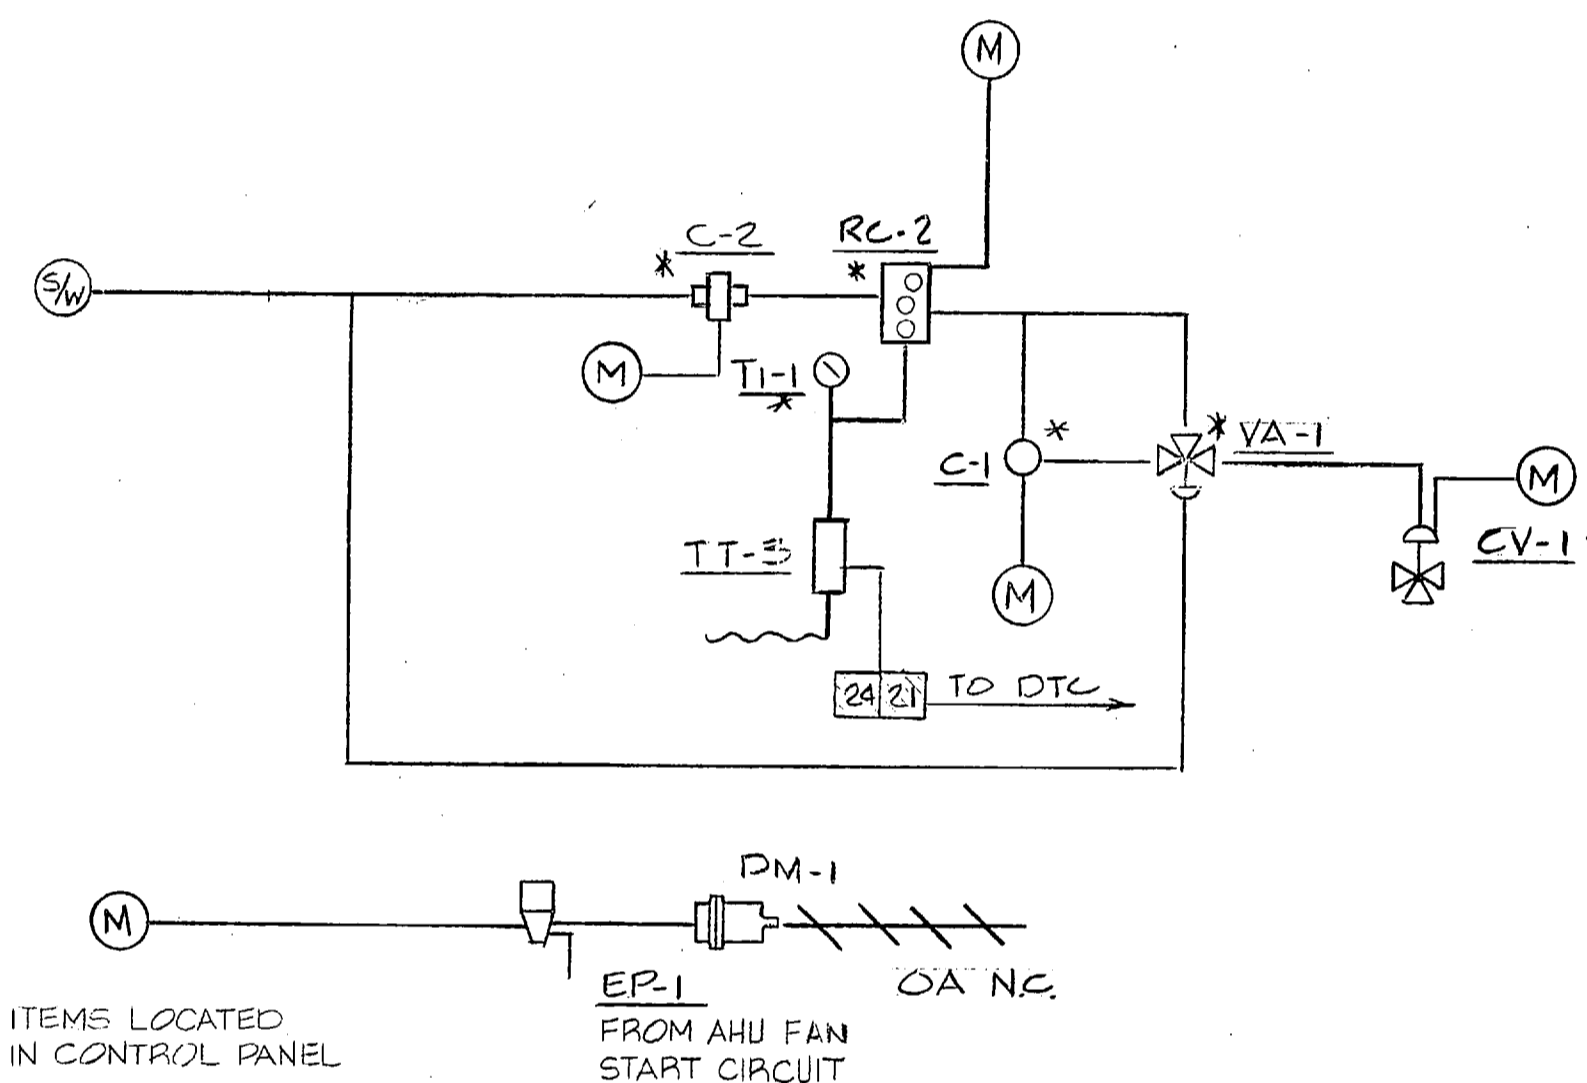 M
C-2
RC-2
*
*
S/W
M
TI-1
*
*
*
VA-1
C-1
M
CV-1
TT-3
M
24 21
TO DTC
DM-1
M
EP-1
OA N.C.
ITEMS LOCATED
IN CONTROL PANEL
FROM AHU FAN
START CIRCUIT